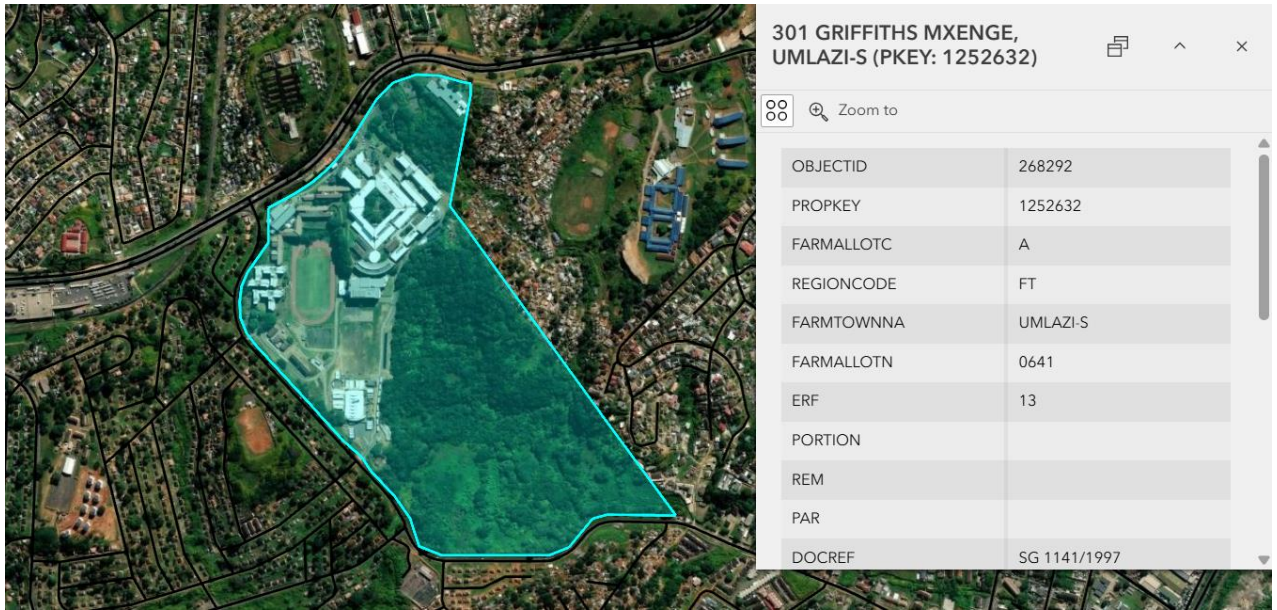 301 GRIFFITHS MXENGE,
UMLAZI-S (PKEY: 1252632)
Zoom to
OBJECTID 268292
PROPKEY 1252632
FARMALLOTC A
REGIONCODE FT
FARMTOWNNA UMLAZI-S
FARMALLOTN 0641
ERF 13
PORTION
REM
PAR
DOCREF SG 1141/1997